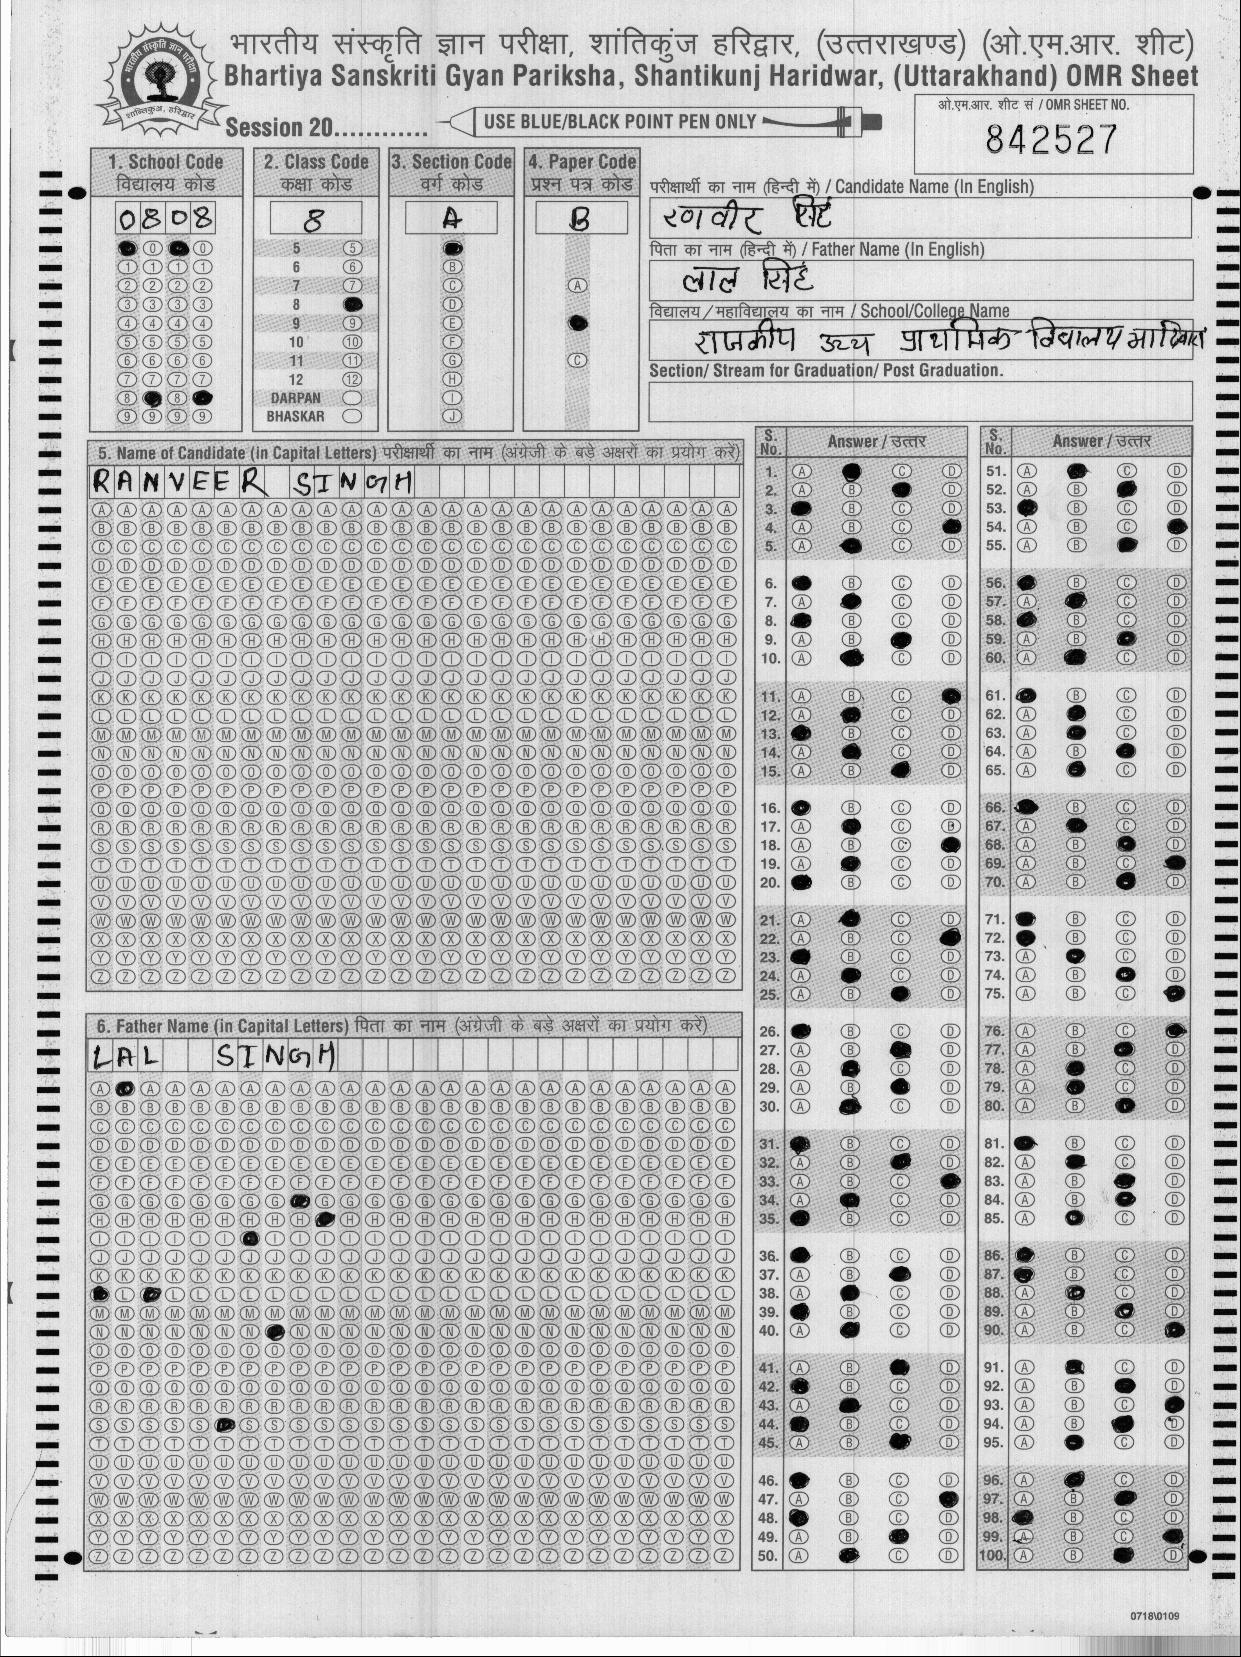 भारतीय संस्कृति ज्ञान परीक्षा, शांतिकुंज हरिद्वार, (उत्तराखण्ड) (ओ.एम.आर. शीट)
Bhartiya Sanskriti Gyan Pariksha, Shantikunj Haridwar, (Uttarakhand) OMR Sheet
Session 20............
USE BLUE/BLACK POINT PEN ONLY
ओ.एम.आर. शीट सं / OMR SHEET NO.
842527
1. School Code
विद्यालय कोड
0808
2. Class Code
कक्षा कोड
8
5
6
7
8
9
10
11
12
DARPAN
BHASKAR
3. Section Code
वर्ग कोड
A
4. Paper Code
प्रश्न पत्र कोड
B
परीक्षार्थी का नाम (हिन्दी में) / Candidate Name (In English)
रणवीर सिंह
पिता का नाम (हिन्दी में) / Father Name (In English)
लाल सिंह
विद्यालय/महाविद्यालय का नाम / School/College Name
राजकीय उच्च प्राथमिक विद्यालय
Section/ Stream for Graduation/ Post Graduation.
5. Name of Candidate (in Capital Letters) परीक्षार्थी का नाम (अंग्रेजी के बड़े अक्षरों का प्रयोग करें)
RANVEER SINGH
6. Father Name (in Capital Letters) पिता का नाम (अंग्रेजी के बड़े अक्षरों का प्रयोग करें)
LAL SINGH
S. No. Answer / उत्तर
S. No. Answer / उत्तर
0718\0109